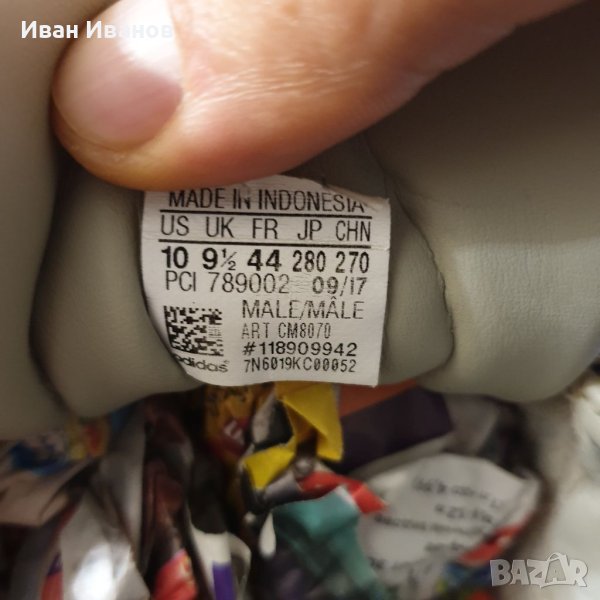 Иван Иванов
MADE IN INDONESIA
US UK FR JP CHN
10 9½ 44 280 270
PCI 789002 09/17
MALE/MÂLE
ART CM8070
#118909942
adidas 7N6019KC00052
BAZAR